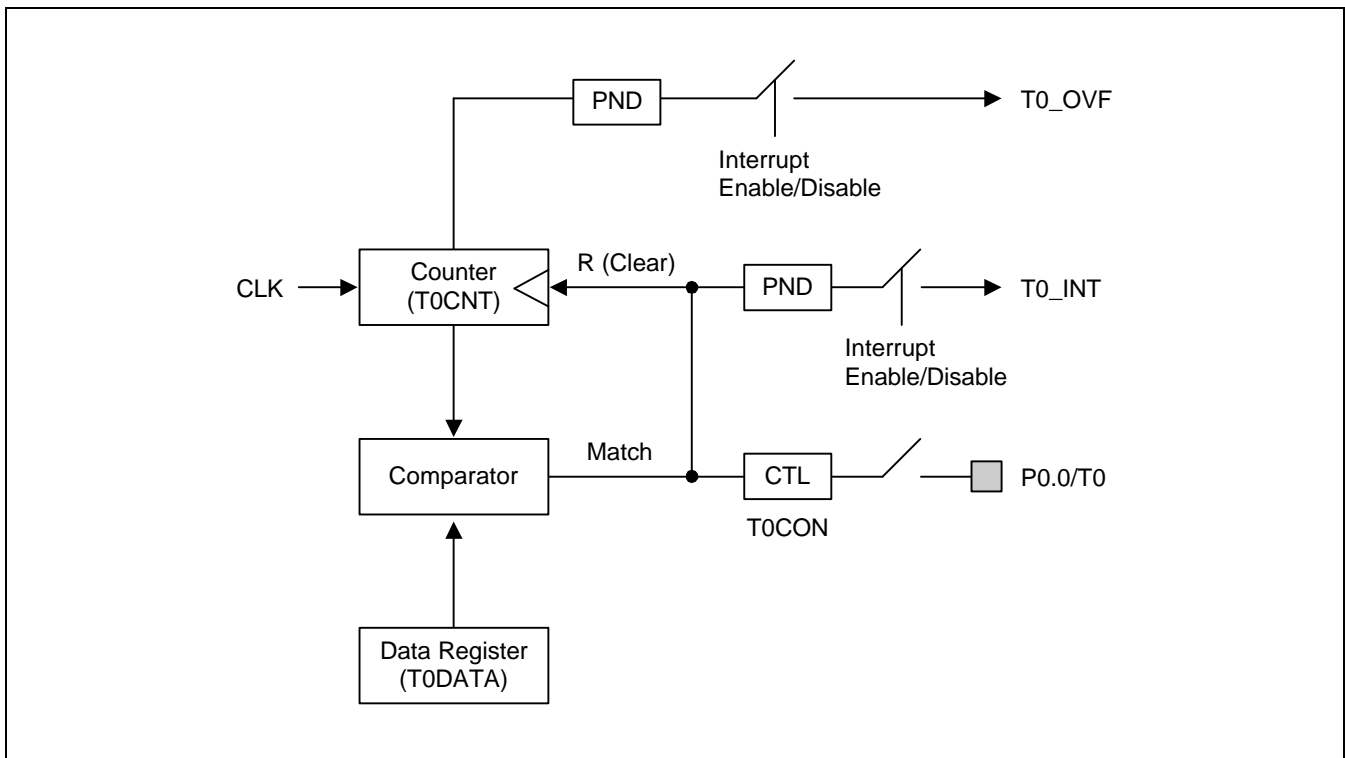 PND
T0_OVF
Interrupt
Enable/Disable
CLK
Counter
(T0CNT)
R (Clear)
PND
T0_INT
Interrupt
Enable/Disable
Comparator
Match
CTL
P0.0/T0
T0CON
Data Register
(T0DATA)